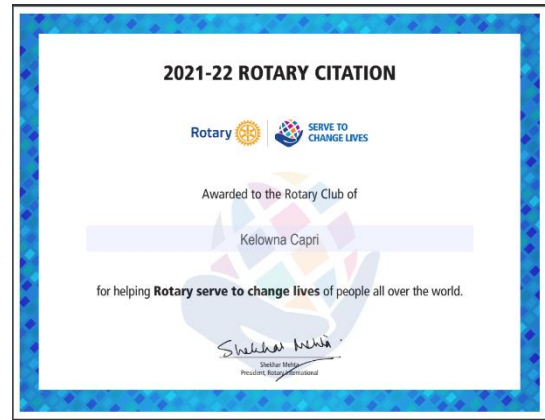 2021-22 ROTARY CITATION
Rotary
SERVE TO
CHANGE LIVES
Awarded to the Rotary Club of
Kelowna Capri
for helping Rotary serve to change lives of people all over the world.
Shekhar Mehta
Shekhar Mehta
President, Rotary International